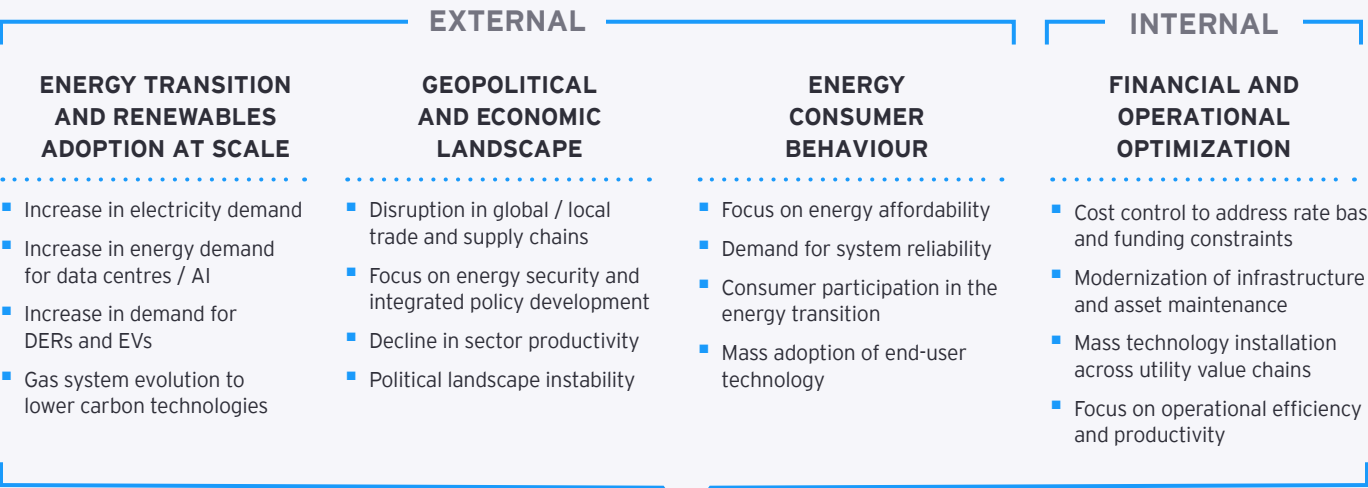 EXTERNAL
INTERNAL
ENERGY TRANSITION
AND RENEWABLES
ADOPTION AT SCALE
Increase in electricity demand
Increase in energy demand
for data centres / AI
Increase in demand for
DERs and EVs
Gas system evolution to
lower carbon technologies
GEOPOLITICAL
AND ECONOMIC
LANDSCAPE
Disruption in global / local
trade and supply chains
Focus on energy security and
integrated policy development
Decline in sector productivity
Political landscape instability
ENERGY
CONSUMER
BEHAVIOUR
Focus on energy affordability
Demand for system reliability
Consumer participation in the
energy transition
Mass adoption of end-user
technology
FINANCIAL AND
OPERATIONAL
OPTIMIZATION
Cost control to address rate bas
and funding constraints
Modernization of infrastructure
and asset maintenance
Mass technology installation
across utility value chains
Focus on operational efficiency
and productivity